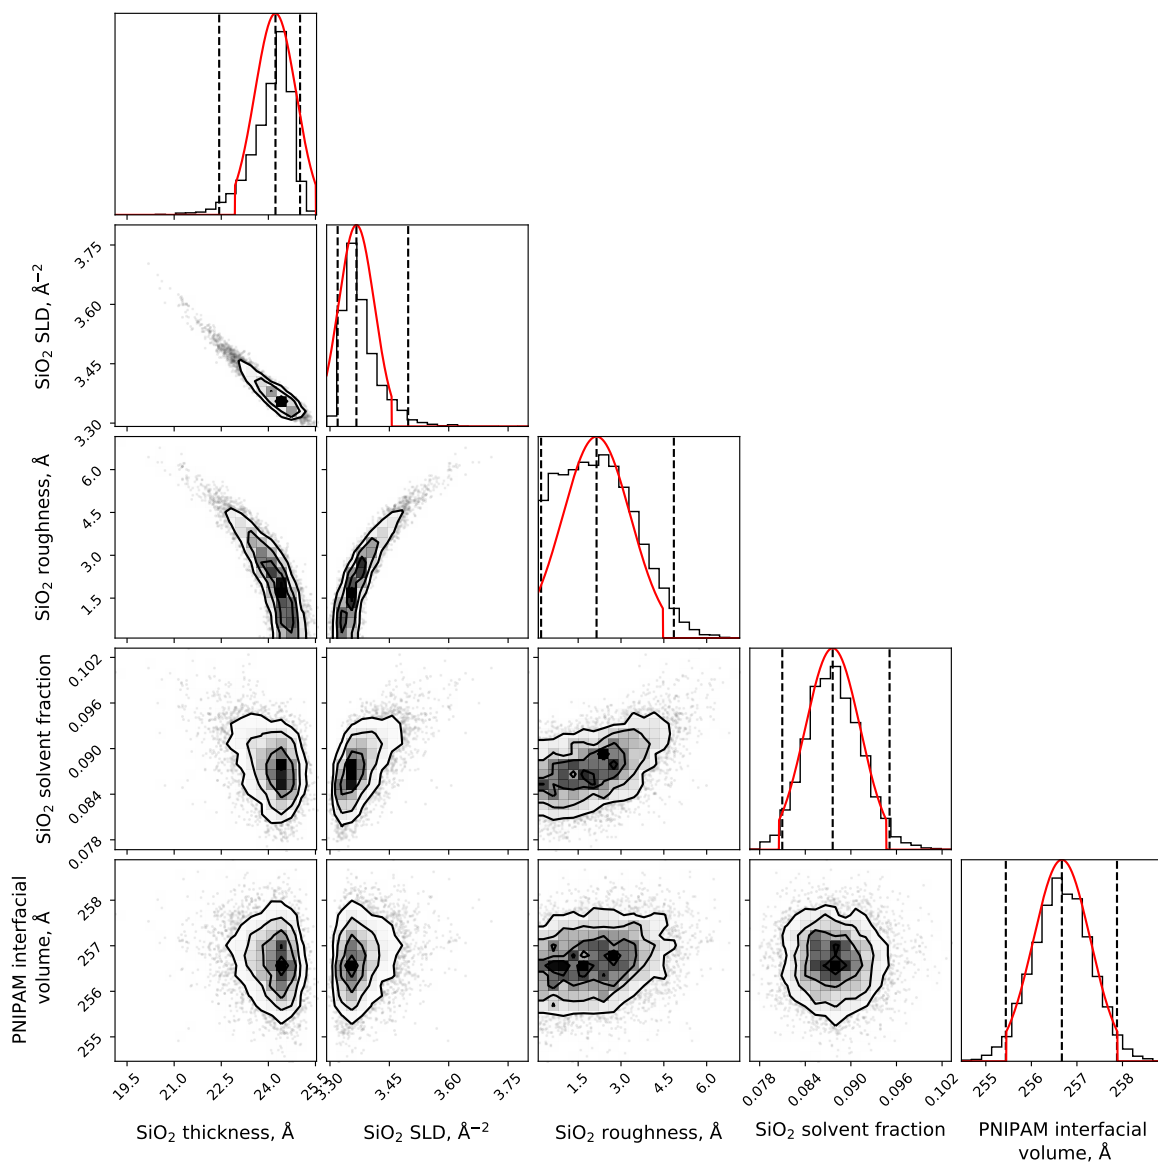 SiO₂ SLD, Å⁻²
3.75
3.60
3.45
3.30
SiO₂ roughness, Å
6.0
4.5
3.0
1.5
SiO₂ solvent fraction
0.102
0.096
0.090
0.084
0.078
PNIPAM interfacial
volume, Å
258
257
256
255
19.5 21.0 22.5 24.0 25.5
3.30 3.45 3.60 3.75
1.5 3.0 4.5 6.0
0.078 0.084 0.090 0.096 0.102
255 256 257 258
SiO₂ thickness, Å
SiO₂ SLD, Å⁻²
SiO₂ roughness, Å
SiO₂ solvent fraction
PNIPAM interfacial
volume, Å